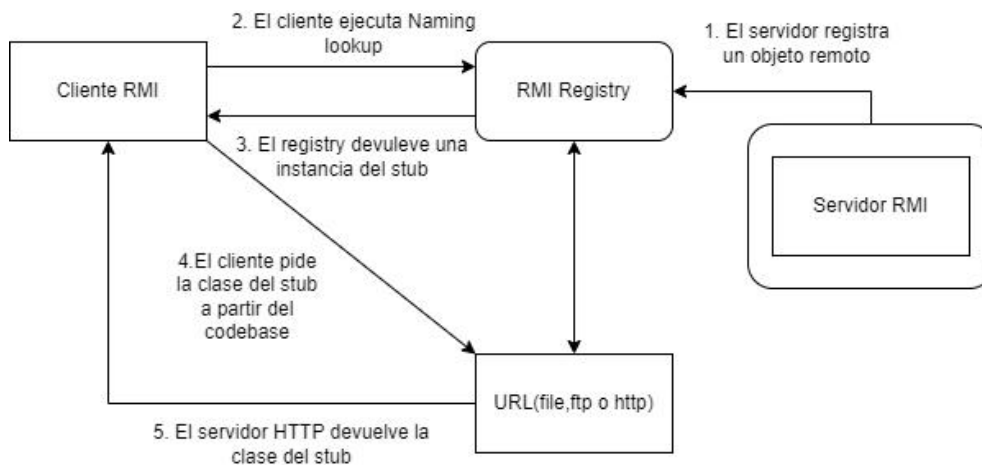 2. El cliente ejecuta Naming
lookup
1. El servidor registra
un objeto remoto
Cliente RMI
RMI Registry
3. El registry devuleve una
instancia del stub
Servidor RMI
4.El cliente pide
la clase del stub
a partir del
codebase
URL(file,ftp o http)
5. El servidor HTTP devuelve la
clase del stub